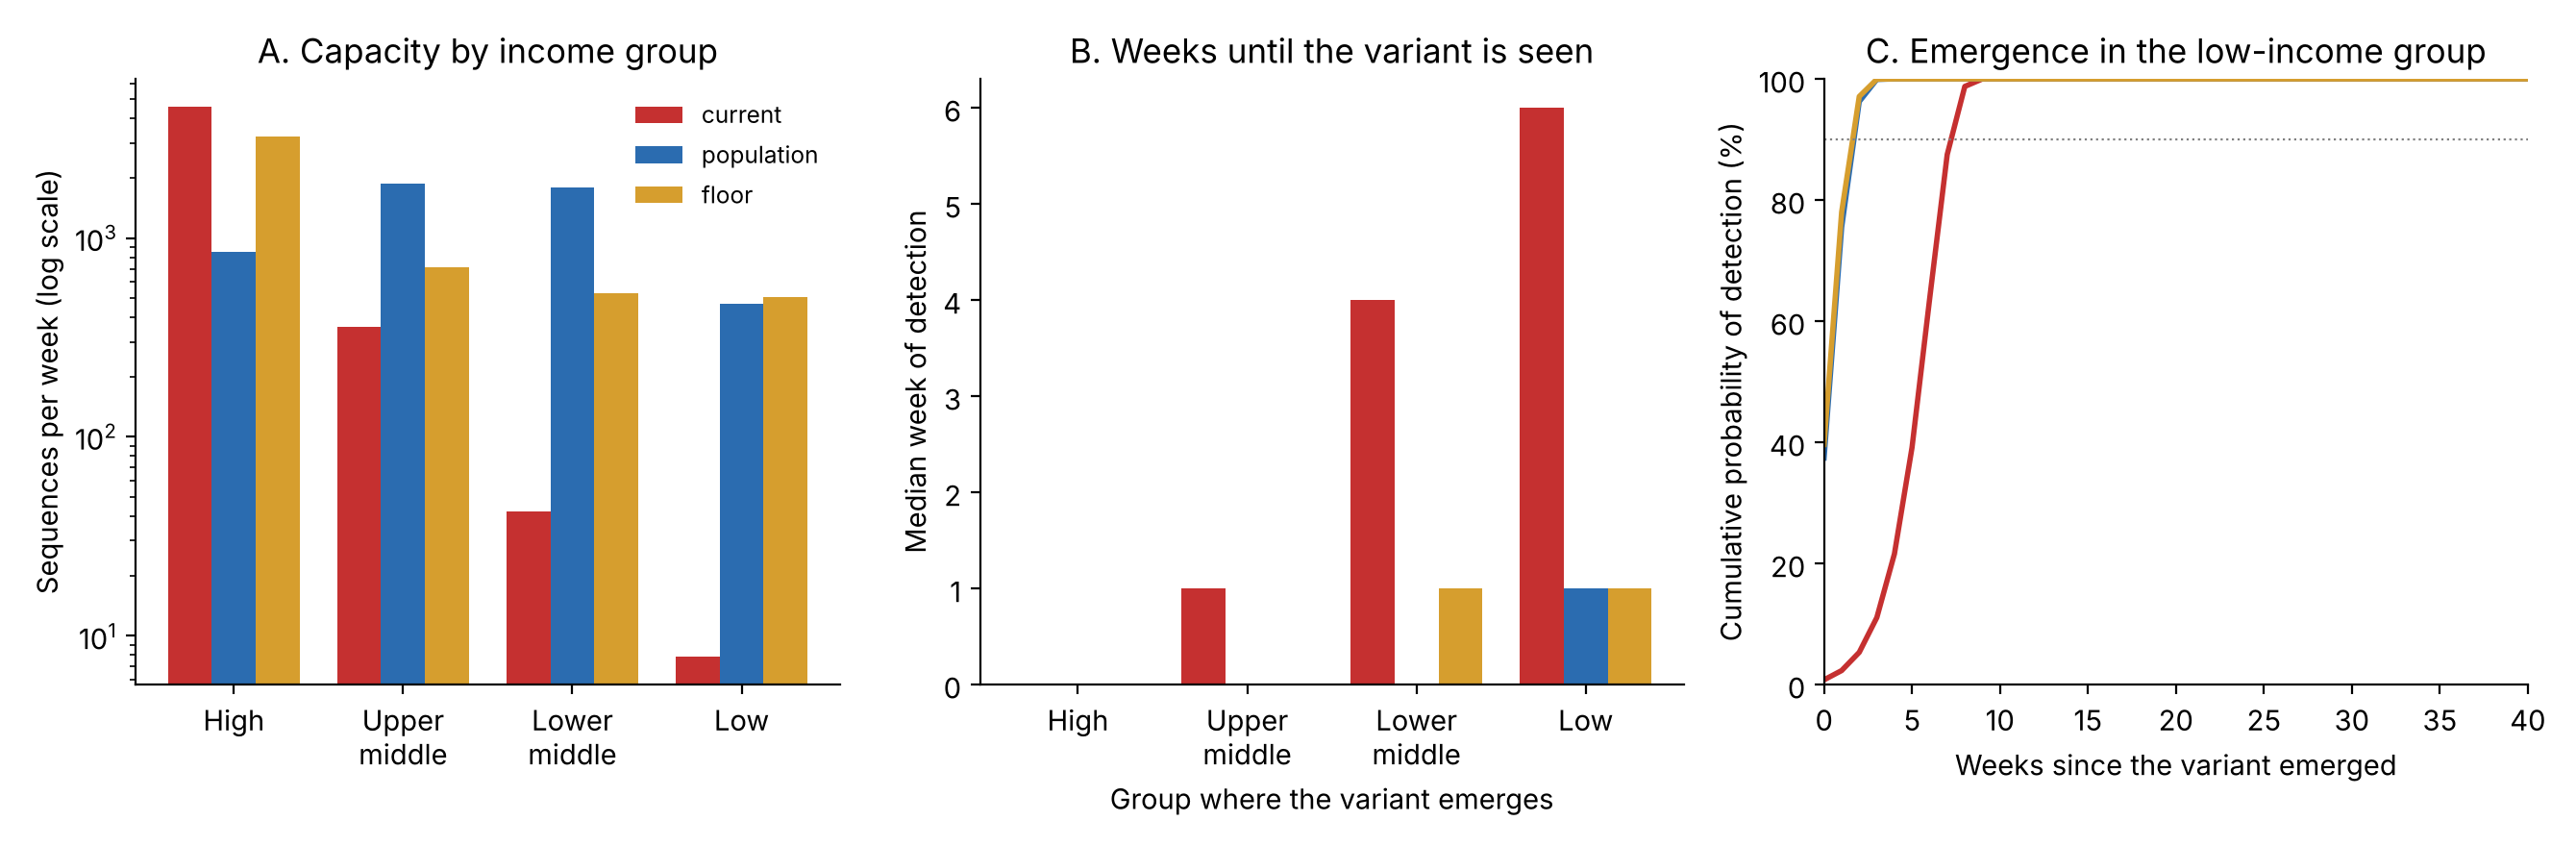 A. Capacity by income group
Sequences per week (log scale)
10³
10²
10¹
current
population
floor
High
Upper
middle
Lower
middle
Low
B. Weeks until the variant is seen
Median week of detection
6
5
4
3
2
1
0
High
Upper
middle
Lower
middle
Low
Group where the variant emerges
C. Emergence in the low-income group
Cumulative probability of detection (%)
100
80
60
40
20
0
0 5 10 15 20 25 30 35 40
Weeks since the variant emerged